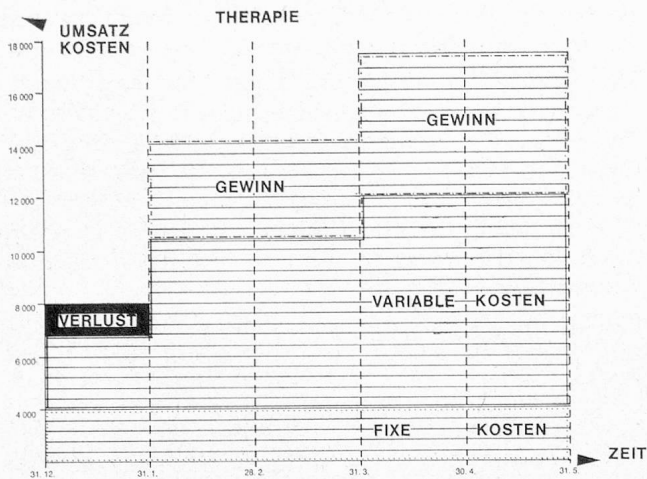 THERAPIE
UMSATZ
KOSTEN
18 000
16 000
14 000
12 000
10 000
8 000
6 000
4 000
GEWINN
GEWINN
VERLUST
VARIABLE KOSTEN
FIXE KOSTEN
ZEIT
31. 12.
31. 1.
28. 2.
31. 3.
30. 4.
31. 5.